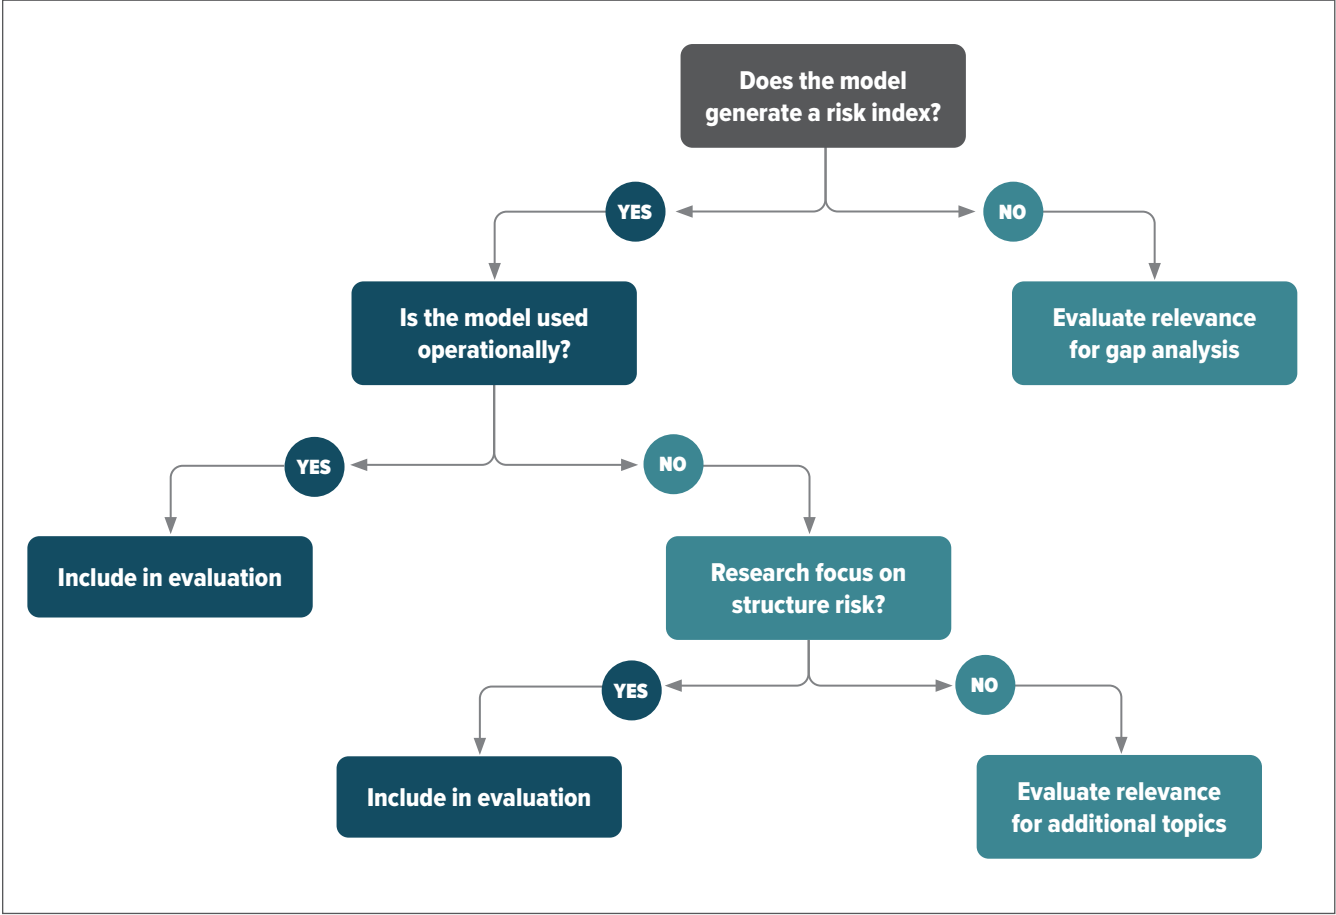 Does the model
generate a risk index?
YES
NO
Is the model used
operationally?
Evaluate relevance
for gap analysis
YES
NO
Include in evaluation
Research focus on
structure risk?
YES
NO
Include in evaluation
Evaluate relevance
for additional topics